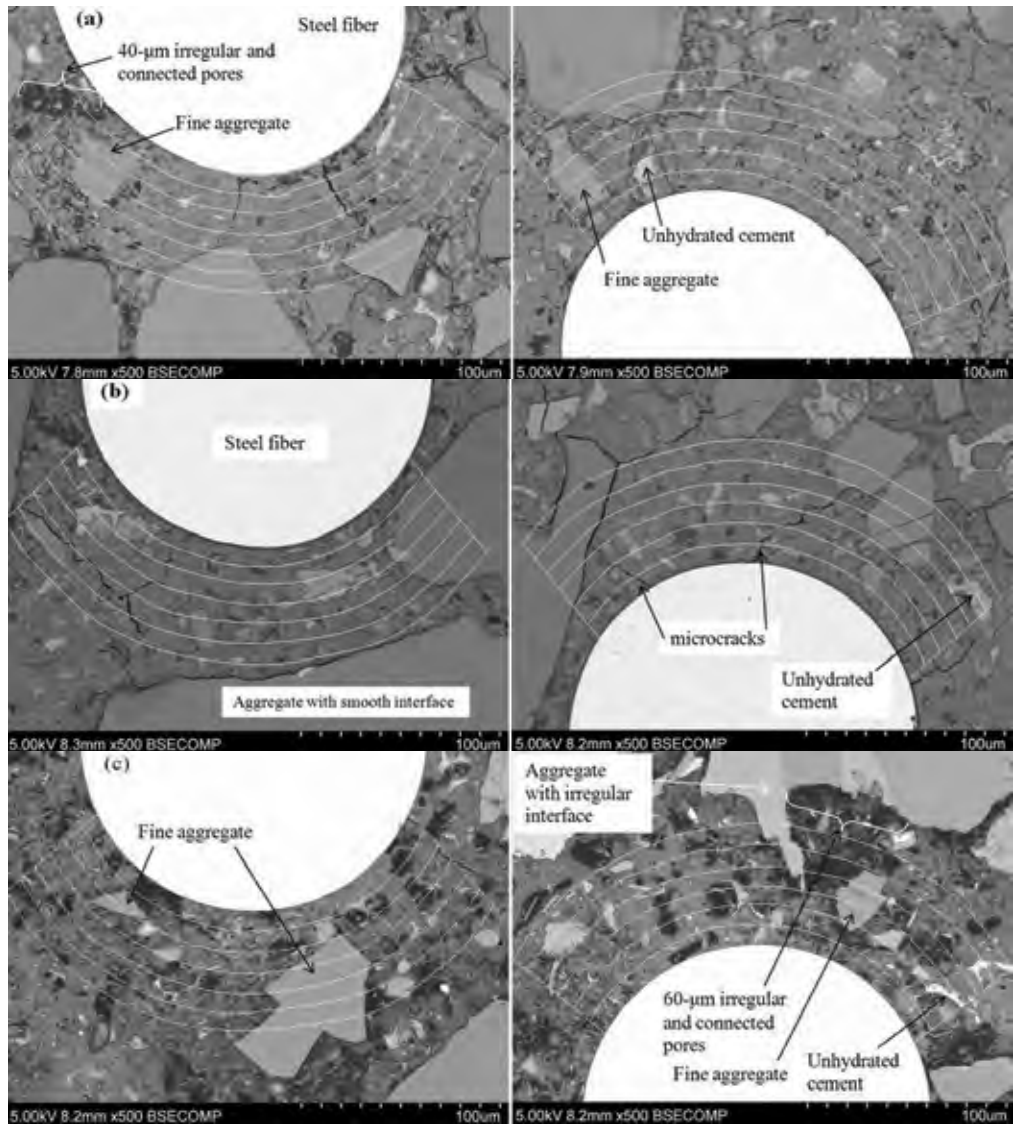 (a)
Steel fiber
40-μm irregular and
connected pores
Fine aggregate
5.00kV 7.8mm x500 BSECOMP
100um
Unhydrated cement
Fine aggregate
5.00kV 7.9mm x500 BSECOMP
100um
(b)
Steel fiber
Aggregate with smooth interface
5.00kV 8.3mm x500 BSECOMP
100um
microcracks
Unhydrated
cement
5.00kV 8.2mm x500 BSECOMP
100um
(c)
Fine aggregate
5.00kV 8.2mm x500 BSECOMP
100um
Aggregate
with irregular
interface
60-μm irregular
and connected
pores
Fine aggregate
Unhydrated
cement
5.00kV 8.2mm x500 BSECOMP
100um